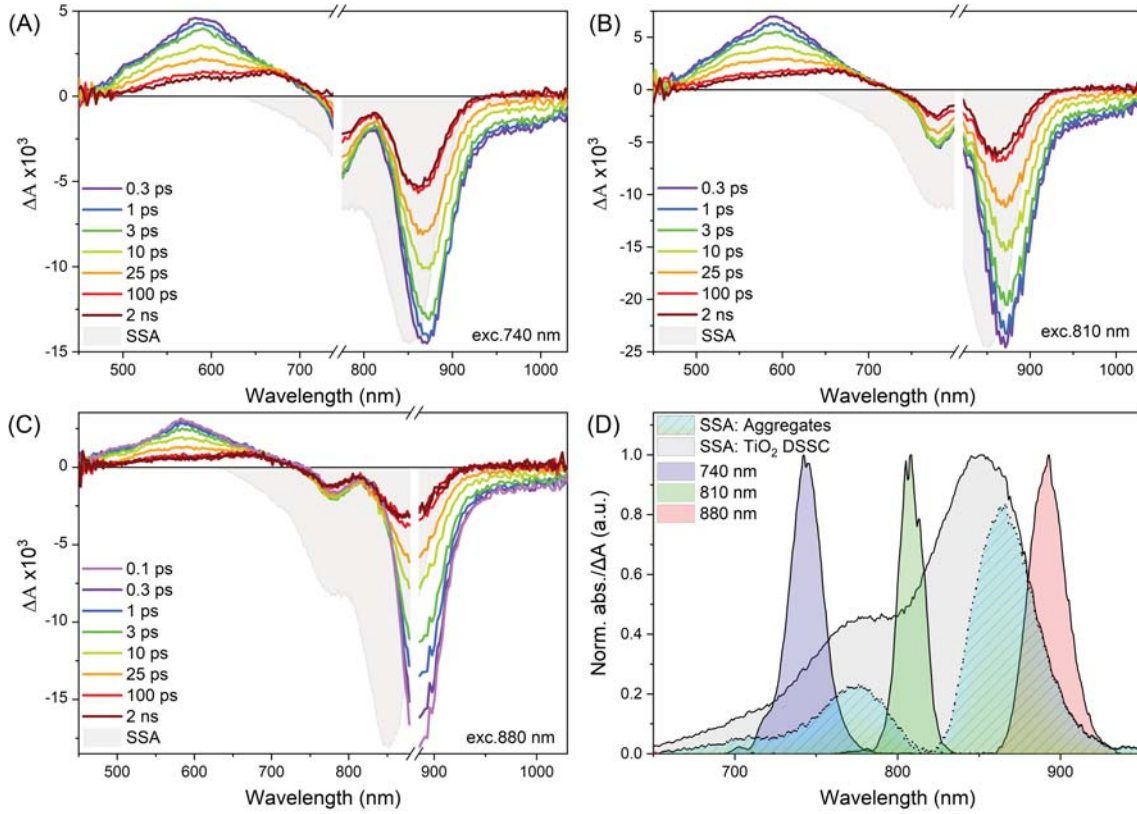 (A)
5
0
-5
-10
-15
ΔA x10³
0.3 ps
1 ps
3 ps
10 ps
25 ps
100 ps
2 ns
SSA
exc.740 nm
500 600 700 800 900 1000
Wavelength (nm)
(B)
5
0
-5
-10
-15
-20
-25
ΔA x10³
0.3 ps
1 ps
3 ps
10 ps
25 ps
100 ps
2 ns
SSA
exc.810 nm
500 600 700 900 1000
Wavelength (nm)
(C)
0
-5
-10
-15
ΔA x10³
0.1 ps
0.3 ps
1 ps
3 ps
10 ps
25 ps
100 ps
2 ns
SSA
exc.880 nm
500 600 700 800 900 1000
Wavelength (nm)
(D)
SSA: Aggregates
SSA: TiO₂ DSSC
740 nm
810 nm
880 nm
1.0
0.8
0.6
0.4
0.2
0.0
Norm. abs./ΔA (a.u.)
700 800 900
Wavelength (nm)